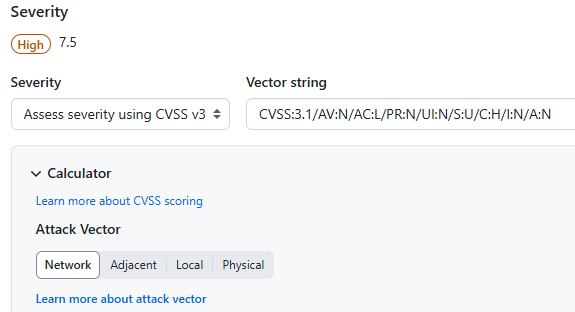 Severity
High 7.5
Severity Vector string
Assess severity using CVSS v3 CVSS:3.1/AV:N/AC:L/PR:N/UI:N/S:U/C:H/I:N/A:N
Calculator
Learn more about CVSS scoring
Attack Vector
Network Adjacent Local Physical
Learn more about attack vector